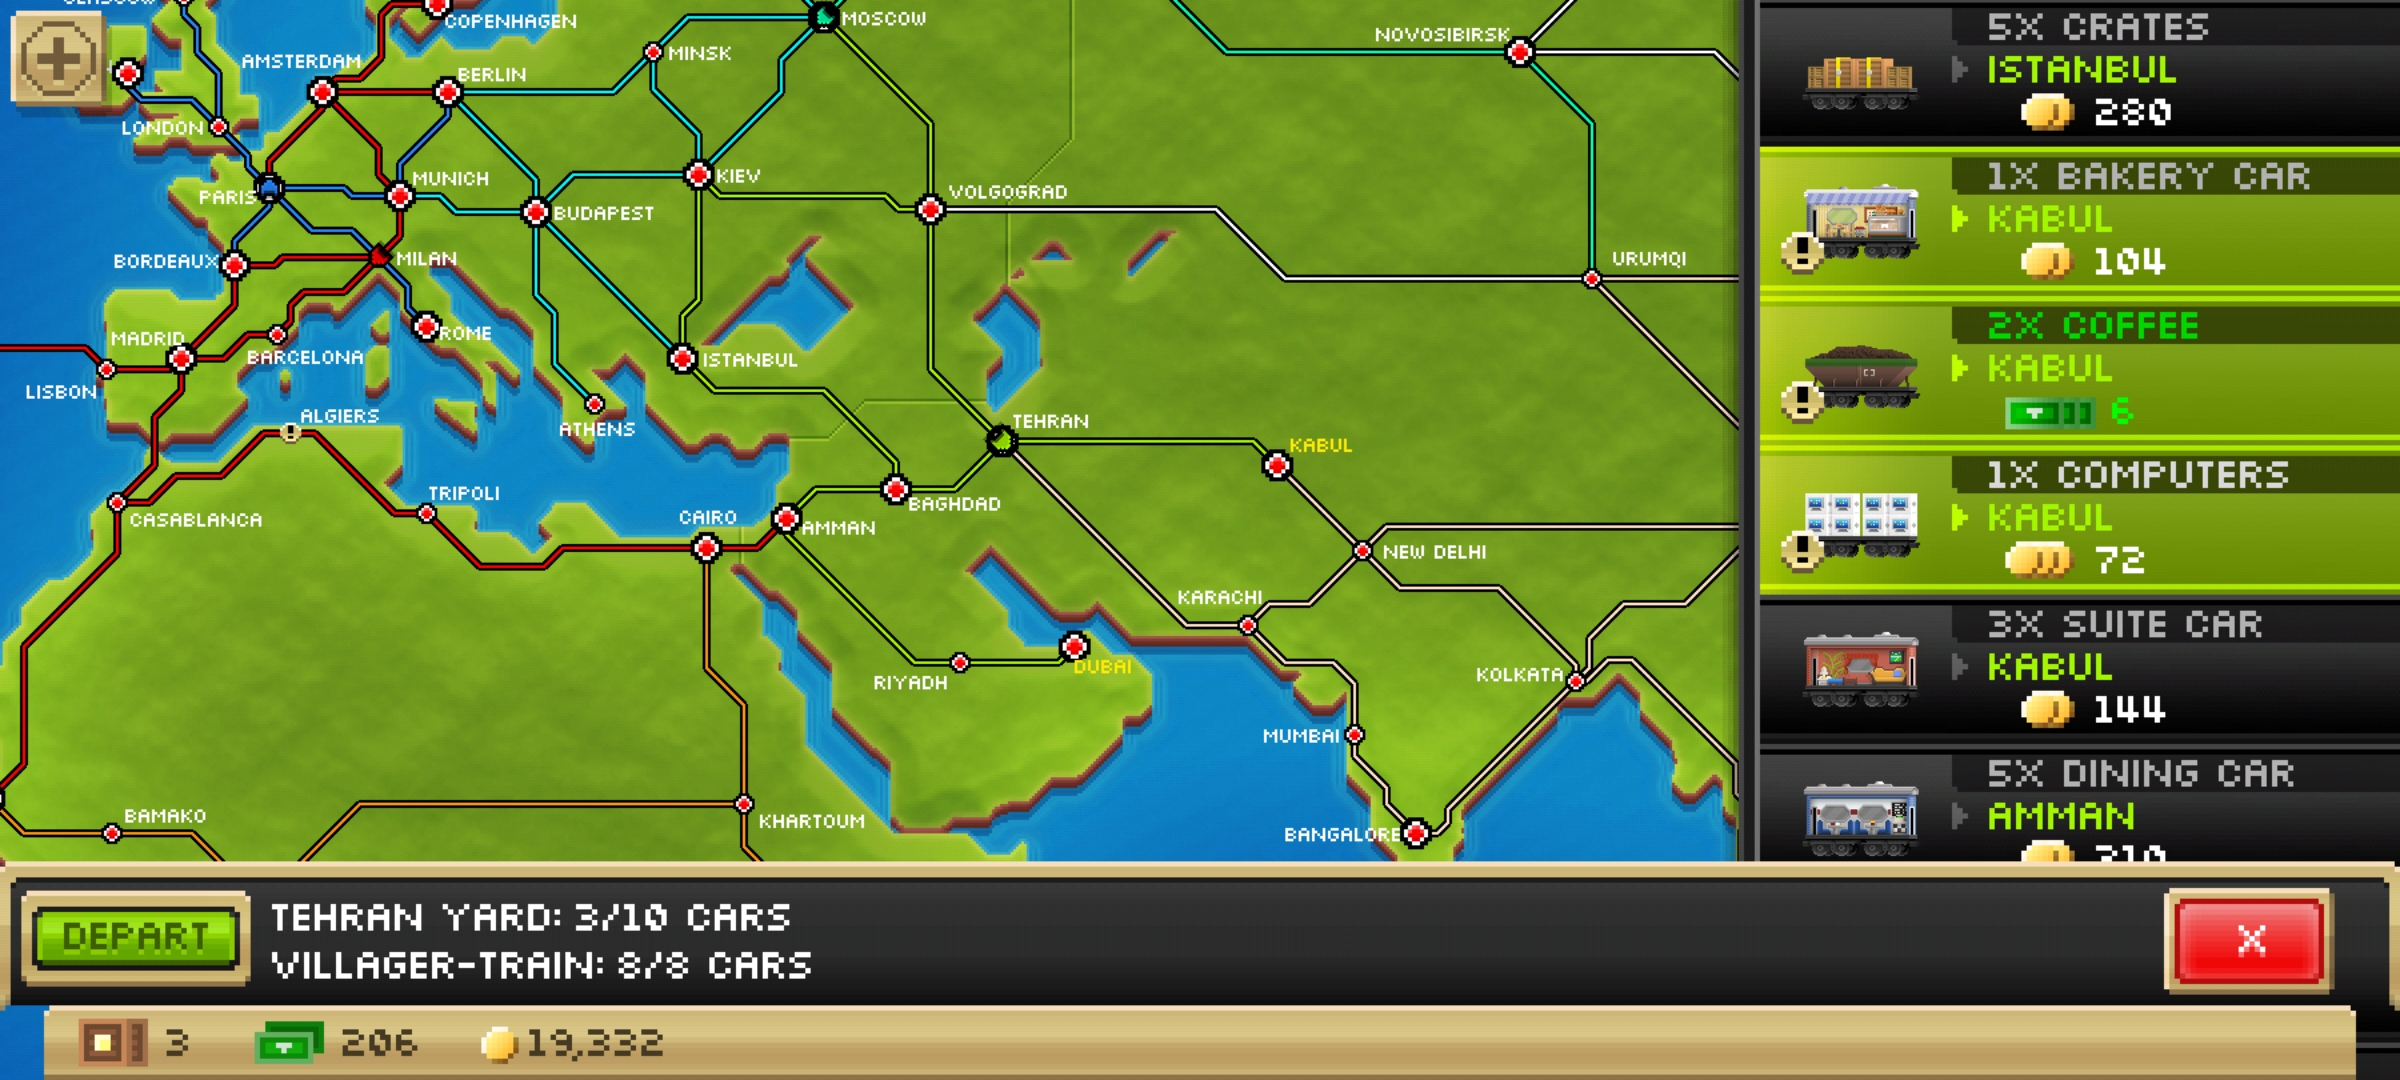 COPENHAGEN
MOSCOW
AMSTERDAM
MINSK
NOVOSIBIRSK
BERLIN
LONDON
MUNICH
KIEV
PARIS
VOLGOGRAD
BUDAPEST
BORDEAUX
MILAN
URUMQI
MADRID
ROME
BARCELONA
ISTANBUL
LISBON
ALGIERS
ATHENS
TEHRAN
KABUL
TRIPOLI
CASABLANCA
CAIRO
BAGHDAD
AMMAN
NEW DELHI
KARACHI
DUBAI
RIYADH
KOLKATA
MUMBAI
BAMAKO
KHARTOUM
BANGALORE
5X CRATES
ISTANBUL
280
1X BAKERY CAR
KABUL
104
2X COFFEE
KABUL
6
1X COMPUTERS
KABUL
72
3X SUITE CAR
KABUL
144
5X DINING CAR
AMMAN
DEPART
TEHRAN YARD: 3/10 CARS
VILLAGER-TRAIN: 8/8 CARS
X
3
206
19,332